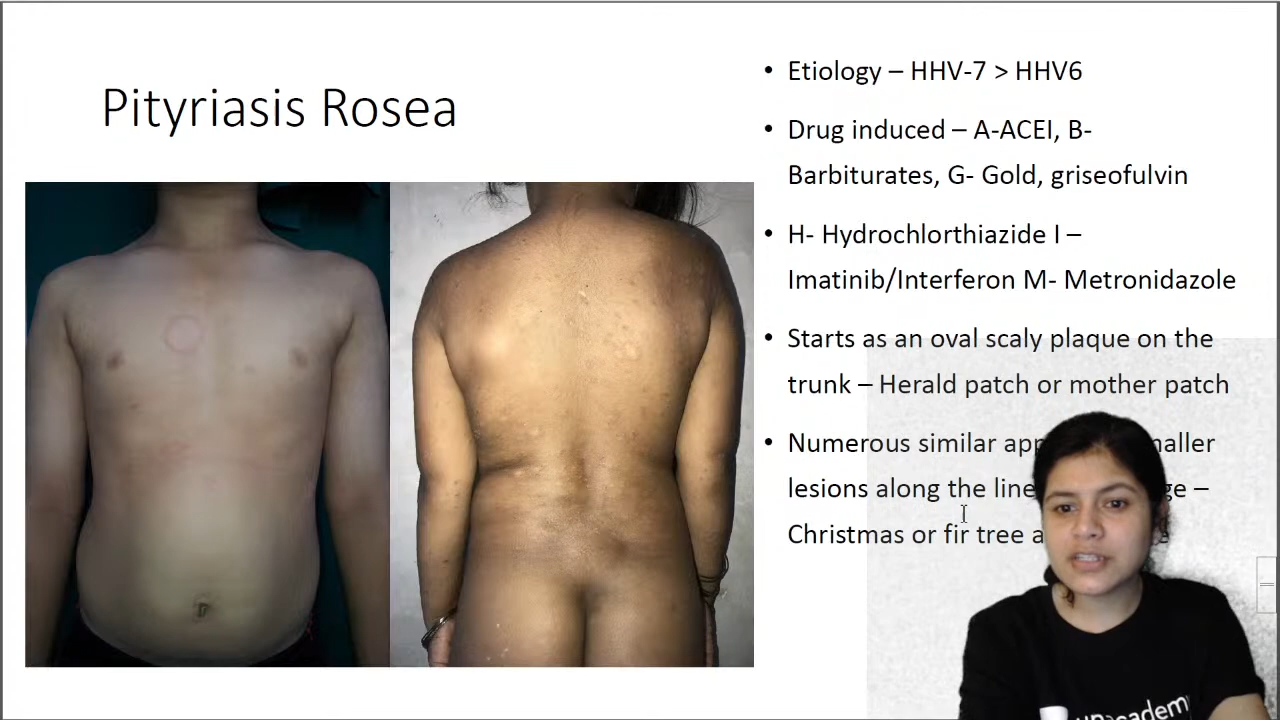 Pityriasis Rosea
• Etiology – HHV-7 > HHV6
• Drug induced – A-ACEI, B-
Barbiturates, G- Gold, griseofulvin
• H- Hydrochlorthiazide I –
Imatinib/Interferon M- Metronidazole
• Starts as an oval scaly plaque on the
trunk – Herald patch or mother patch
• Numerous similar
lesions along the –
Christmas or fir tree